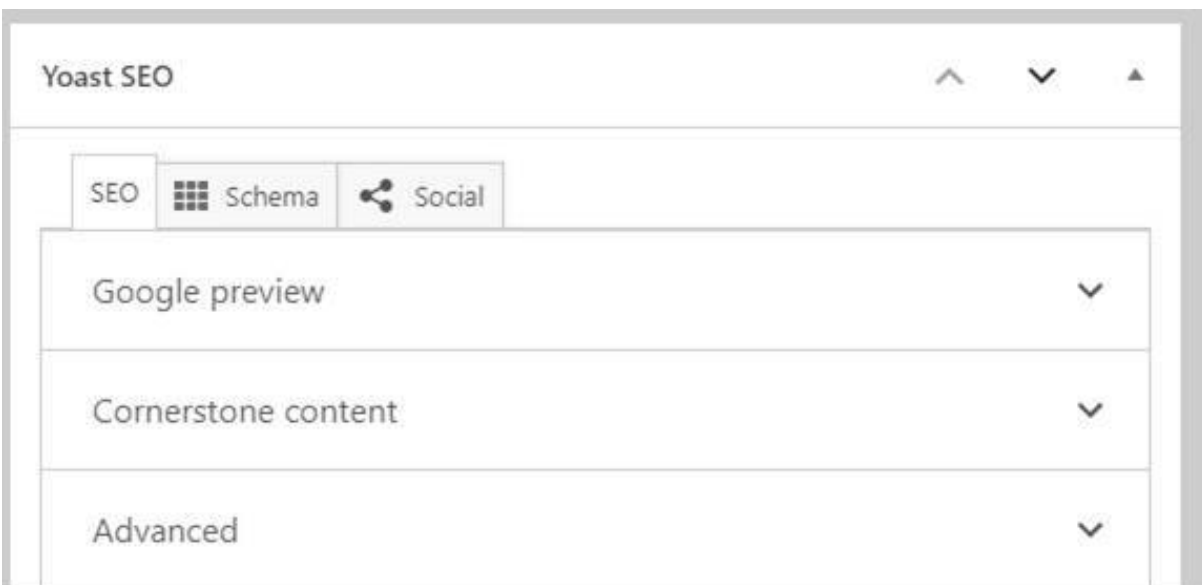 Yoast SEO
SEO Schema Social
Google preview
Cornerstone content
Advanced